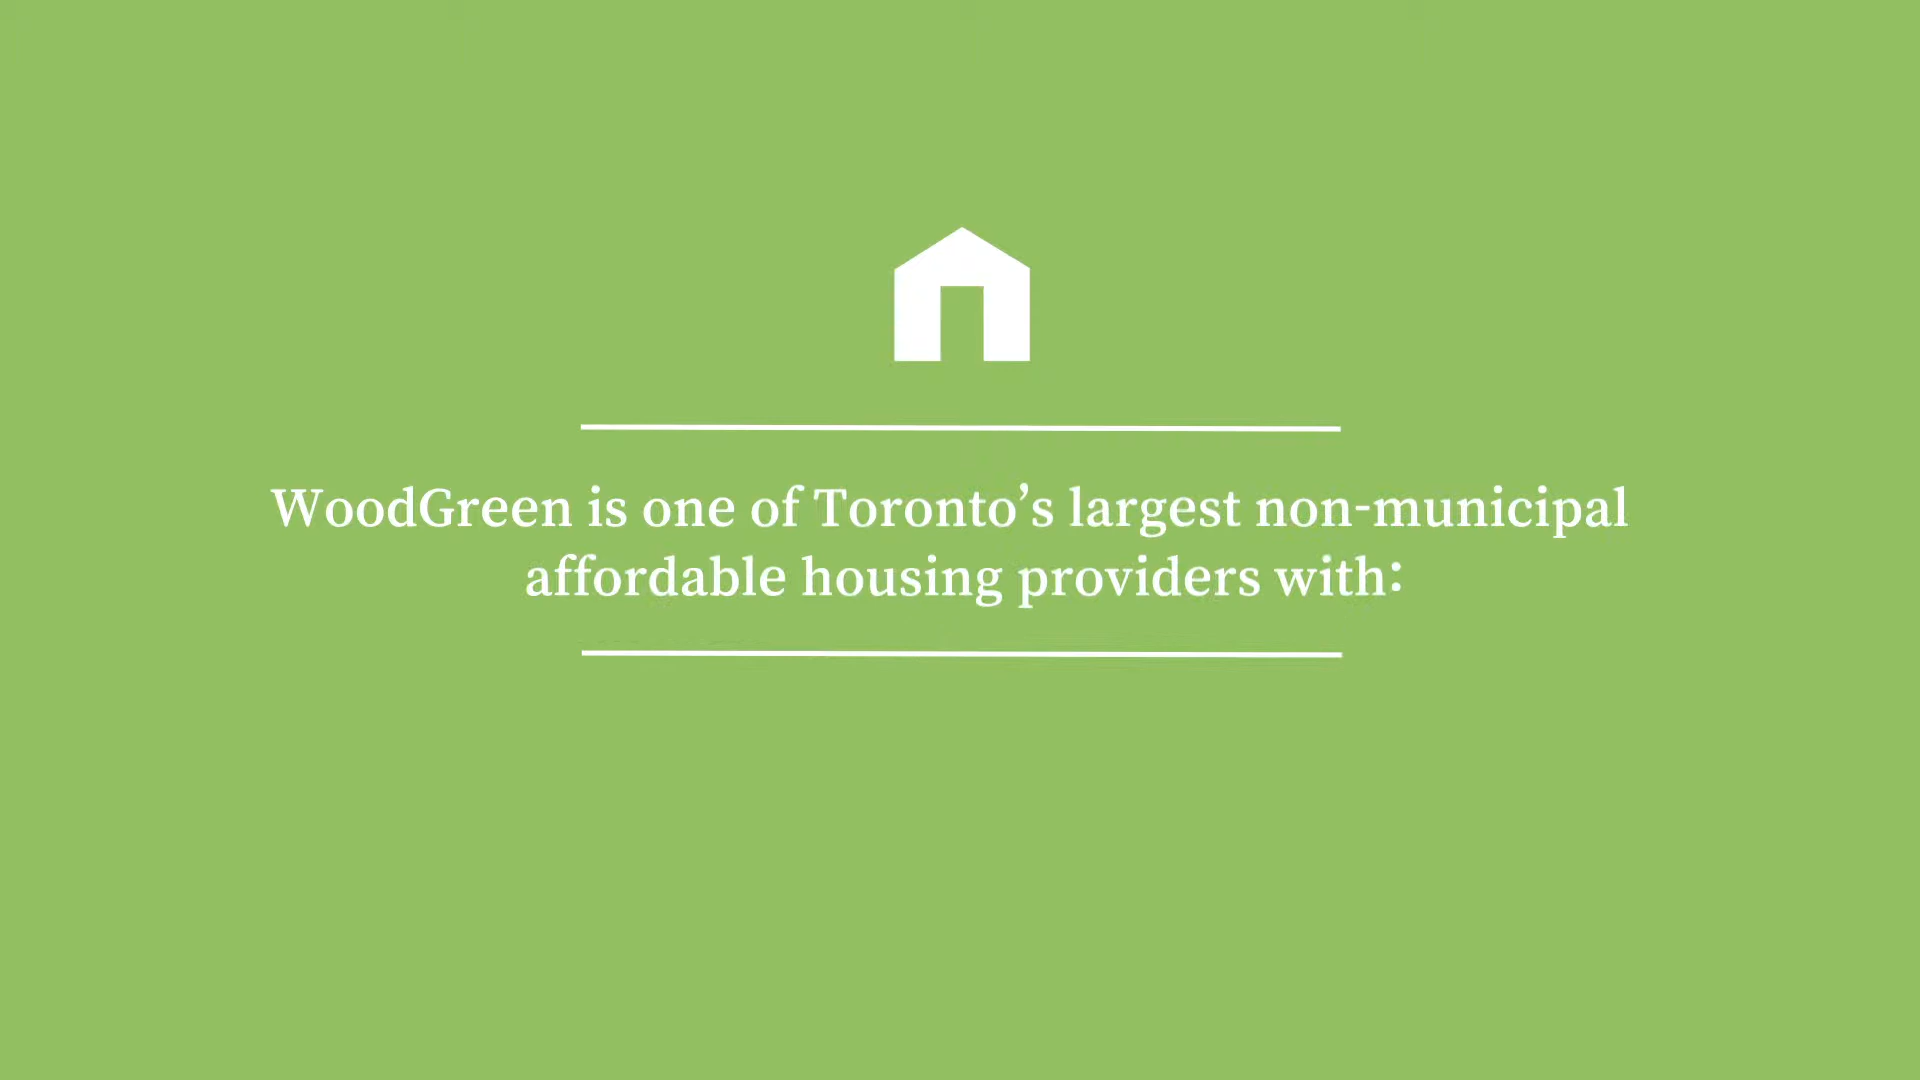 WoodGreen is one of Toronto’s largest non-municipal
affordable housing providers with: